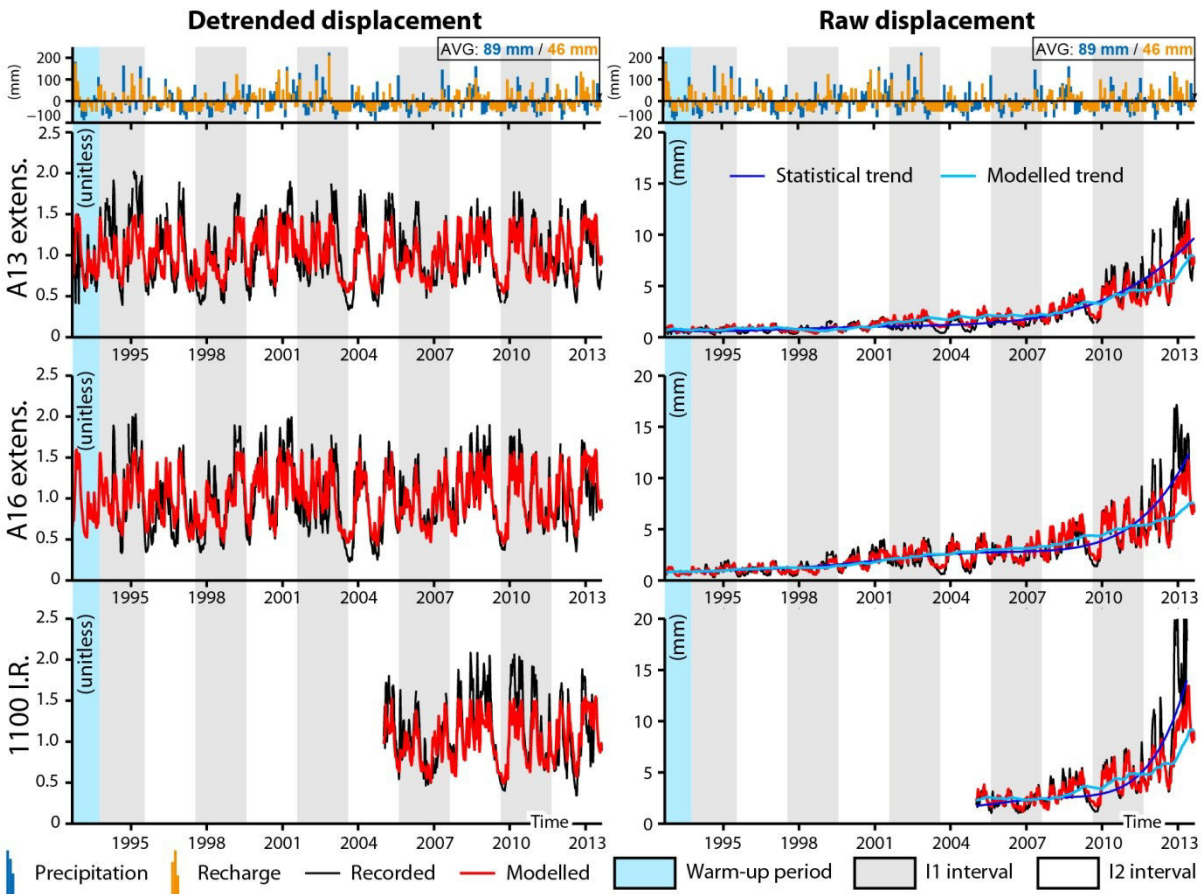 Detrended displacement
Raw displacement
AVG: 89 mm / 46 mm
AVG: 89 mm / 46 mm
(mm)
200
100
0
−100
(mm)
200
100
0
−100
A13 extens.
(unitless)
2.5
2.0
1.5
1.0
0.5
0
1995 1998 2001 2004 2007 2010 2013
(mm)
20
15
10
5
0
Statistical trend
Modelled trend
1995 1998 2001 2004 2007 2010 2013
A16 extens.
(unitless)
2.5
2.0
1.5
1.0
0.5
0
1995 1998 2001 2004 2007 2010 2013
(mm)
20
15
10
5
0
1995 1998 2001 2004 2007 2010 2013
1100 I.R.
(unitless)
2.5
2.0
1.5
1.0
0.5
0
Time
1995 1998 2001 2004 2007 2010 2013
(mm)
20
15
10
5
0
Time
1995 1998 2001 2004 2007 2010 2013
Precipitation Recharge Recorded Modelled Warm-up period I1 interval I2 interval